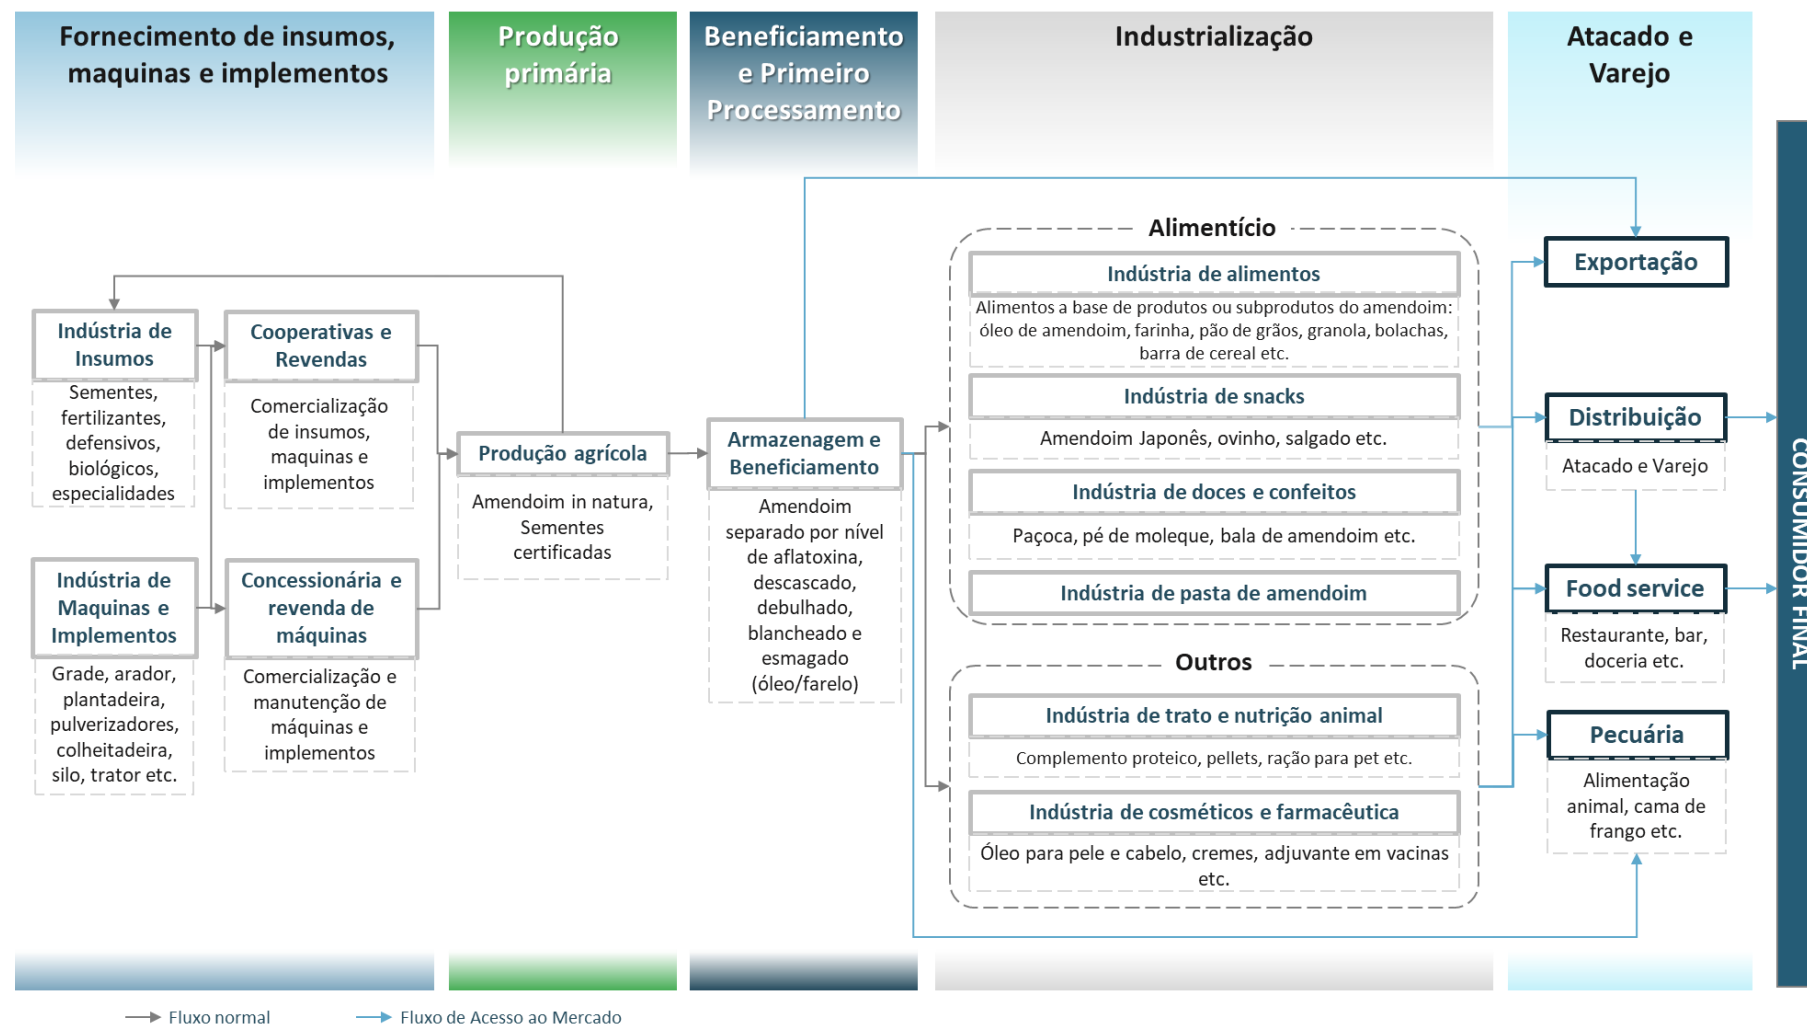 Fornecimento de insumos,
maquinas e implementos
Produção
primária
Beneficiamento
e Primeiro
Processamento
Industrialização
Atacado e
Varejo
Indústria de
Insumos
Sementes,
fertilizantes,
defensivos,
biológicos,
especialidades
Cooperativas e
Revendas
Comercialização
de insumos,
maquinas e
implementos
Indústria de
Maquinas e
Implementos
Grade, arador,
plantadeira,
pulverizadores,
colheitadeira,
silo, trator etc.
Concessionária e
revenda de
máquinas
Comercialização e
manutenção de
máquinas e
implementos
Produção agrícola
Amendoim in natura,
Sementes
certificadas
Armazenagem e
Beneficiamento
Amendoim
separado por nível
de aflatoxina,
descascado,
debulhado,
blancheado e
esmagado
(óleo/farelo)
Alimentício
Indústria de alimentos
Alimentos a base de produtos ou subprodutos do amendoim:
óleo de amendoim, farinha, pão de grãos, granola, bolachas,
barra de cereal etc.
Indústria de snacks
Amendoim Japonês, ovinho, salgado etc.
Indústria de doces e confeitos
Paçoca, pé de moleque, bala de amendoim etc.
Indústria de pasta de amendoim
Outros
Indústria de trato e nutrição animal
Complemento proteico, pellets, ração para pet etc.
Indústria de cosméticos e farmacêutica
Óleo para pele e cabelo, cremes, adjuvante em vacinas
etc.
Exportação
Distribuição
Atacado e Varejo
Food service
Restaurante, bar,
doceria etc.
Pecuária
Alimentação
animal, cama de
frango etc.
CONSUMIDOR FINAL
Fluxo normal
Fluxo de Acesso ao Mercado